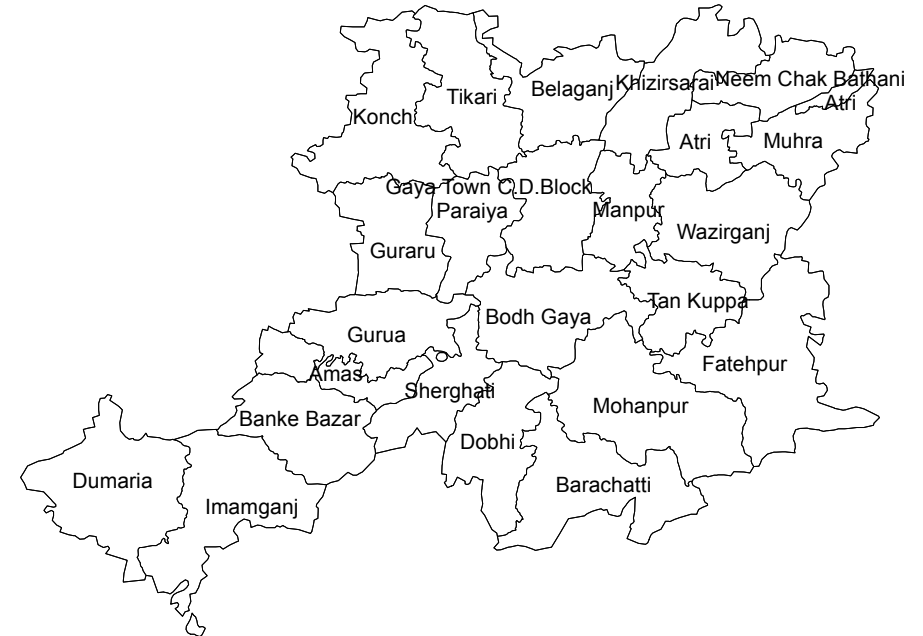 Neem Chak Bathani
Khizirsarai
Belaganj
Tikari
Atri
Konch
Atri
Muhra
Gaya Town C.D.Block
Paraiya
Manpur
Wazirganj
Guraru
Tan Kuppa
Bodh Gaya
Gurua
Fatehpur
Amas
Sherghati
Mohanpur
Banke Bazar
Dobhi
Dumaria
Barachatti
Imamganj